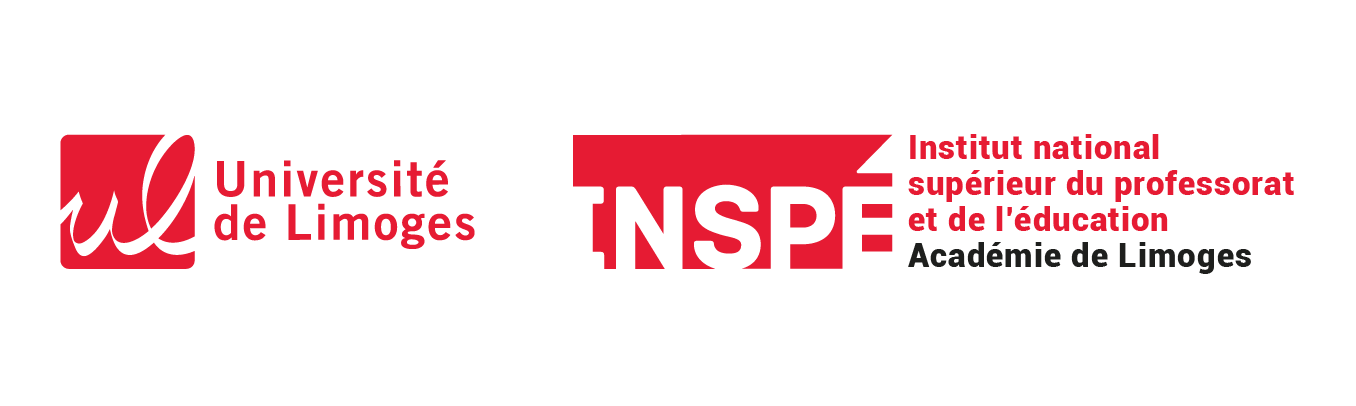 ul
Université
de Limoges
INSPÉ
Institut national
supérieur du professorat
et de l'éducation
Académie de Limoges